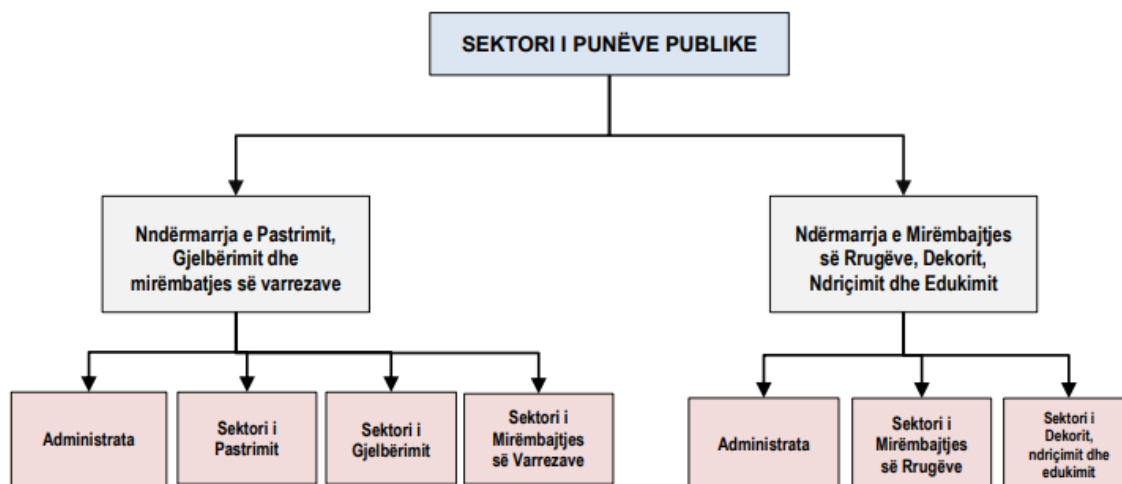 SEKTORI I PUNËVE PUBLIKE
Nndërmarrja e Pastrimit,
Gjelbërimit dhe
mirëmbatjes së varrezave
Ndërmarrja e Mirëmbajtjes
së Rrugëve, Dekorit,
Ndriçimit dhe Edukimit
Administrata
Sektori i
Pastrimit
Sektori i
Gjelbërimit
Sektori i
Mirëmbajtjes
së Varrezave
Administrata
Sektori i
Mirëmbajtjes
së Rrugëve
Sektori i
Dekorit,
ndriçimit dhe
edukimit